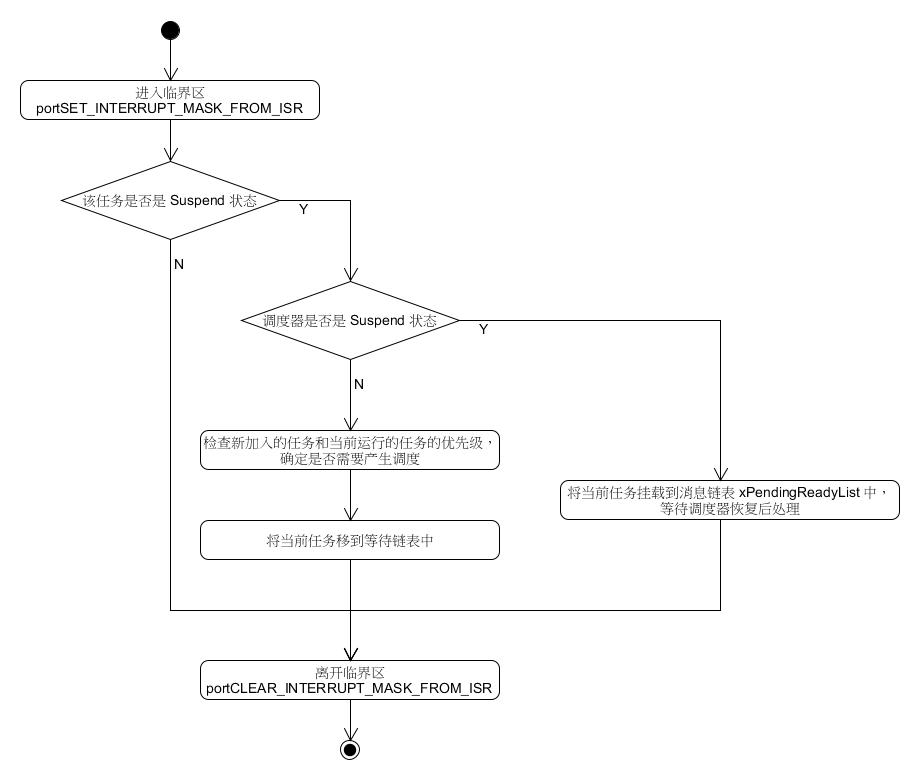 进入临界区
portSET_INTERRUPT_MASK_FROM_ISR
该任务是否是 Suspend 状态
Y
N
调度器是否是 Suspend 状态
Y
N
检查新加入的任务和当前运行的任务的优先级，
确定是否需要产生调度
将当前任务挂载到消息链表 xPendingReadyList 中，
等待调度器恢复后处理
将当前任务移到等待链表中
离开临界区
portCLEAR_INTERRUPT_MASK_FROM_ISR